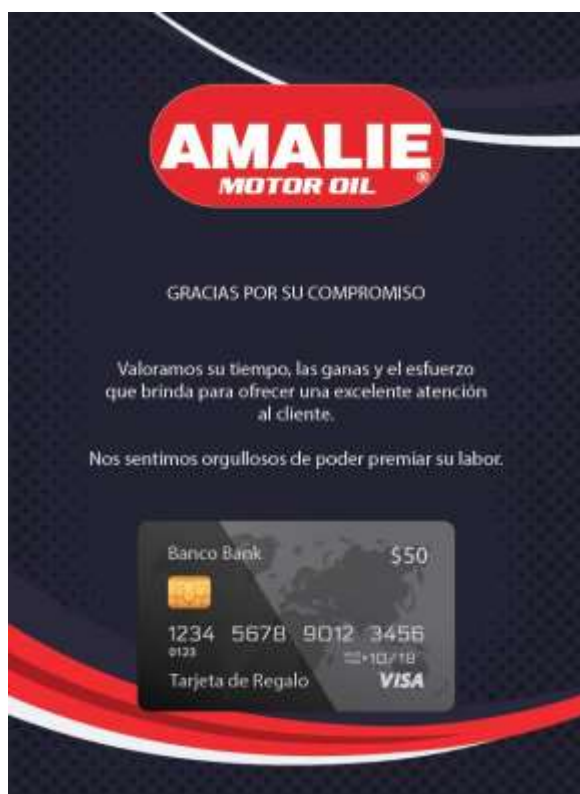 AMALIE
MOTOR OIL
®
GRACIAS POR SU COMPROMISO
Valoramos su tiempo, las ganas y el esfuerzo
que brinda para ofrecer una excelente atención
al cliente.
Nos sentimos orgullosos de poder premiar su labor.
Banco Bank $50
1234 5678 9012 3456
0123
10/18
Tarjeta de Regalo VISA